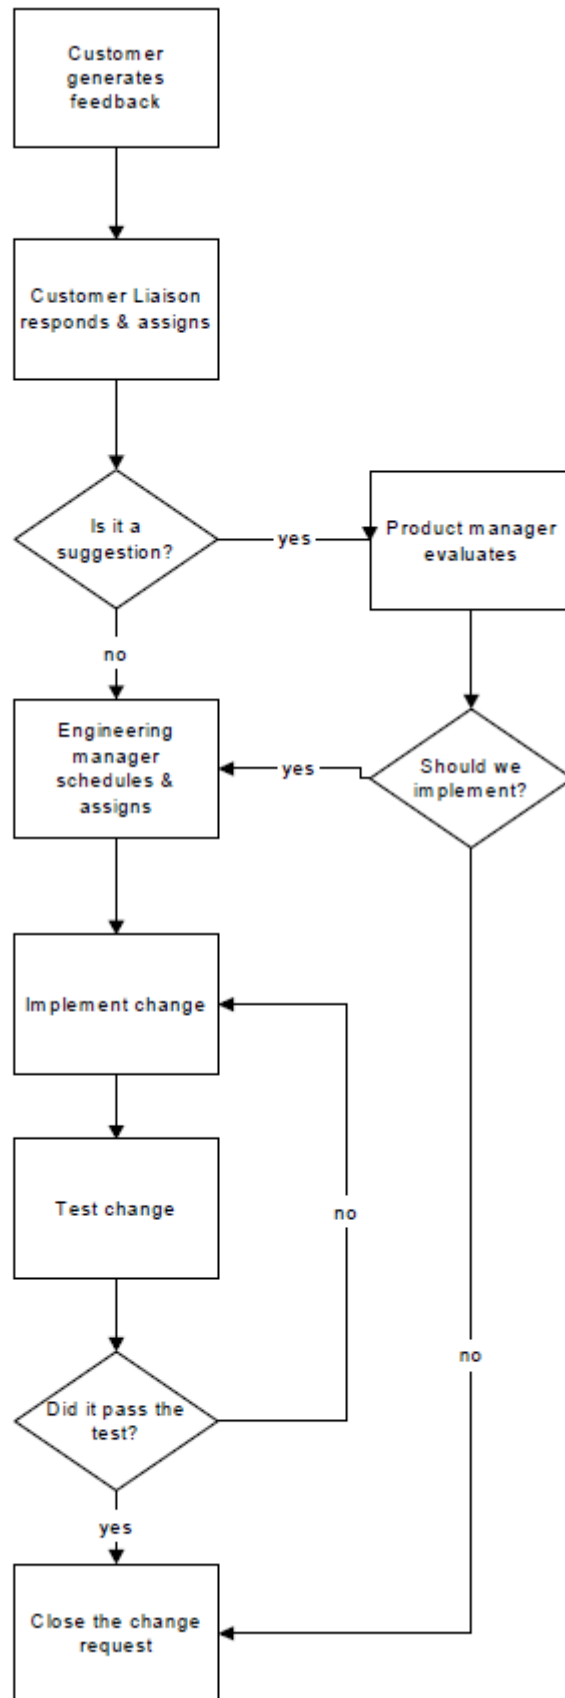 Customer
generates
feedback
Customer Liaison
responds & assigns
Is it a
suggestion?
yes
Product manager
evaluates
no
Engineering
manager
schedules &
assigns
yes
Should we
implement?
Implement change
Test change
no
Did it pass the
test?
no
yes
Close the change
request